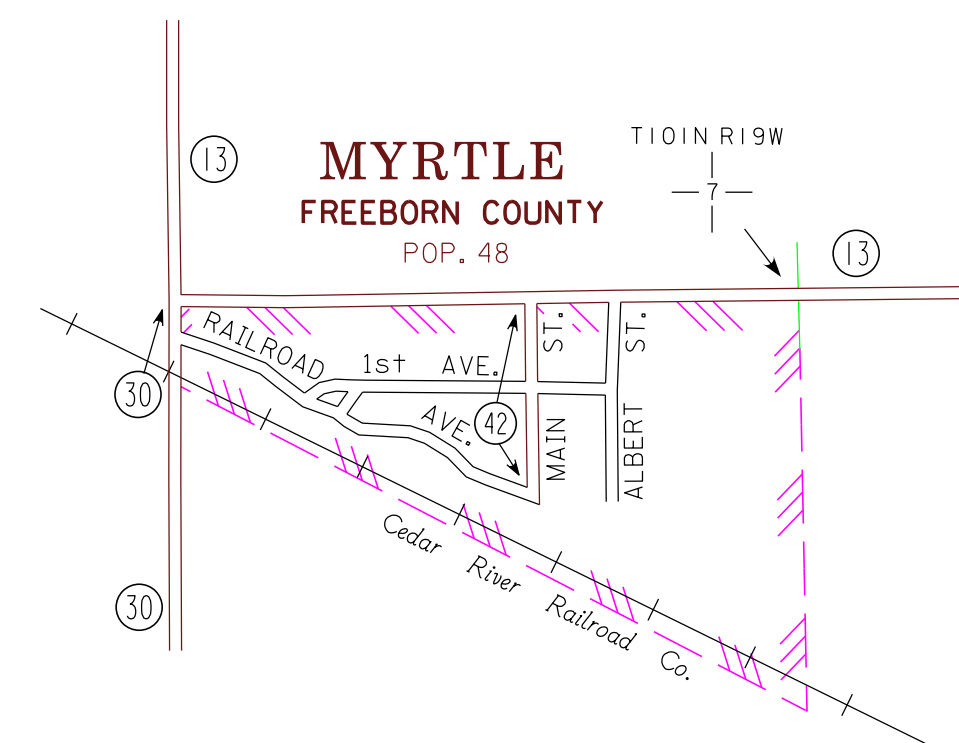 T101N R19W
13
MYRTLE
7
FREEBORN COUNTY
POP. 48
13
RAILROAD
ST.
ST.
1st AVE.
30
AVE.
42
MAIN
ALBERT
Cedar River Railroad Co.
30